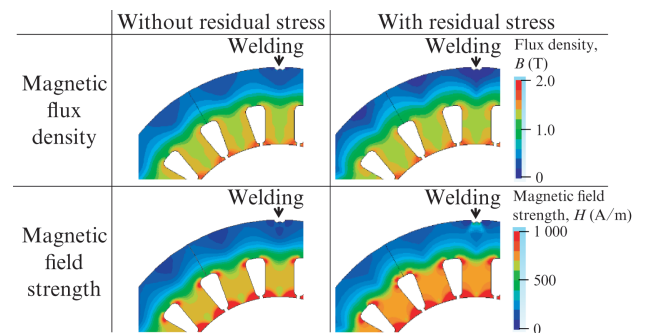 Without residual stress
With residual stress
Welding
Welding
Flux density,
B (T)
Magnetic
flux
density
2.0
1.0
0
Welding
Welding
Magnetic field
strength, H (A/m)
Magnetic
field
strength
1 000
500
0